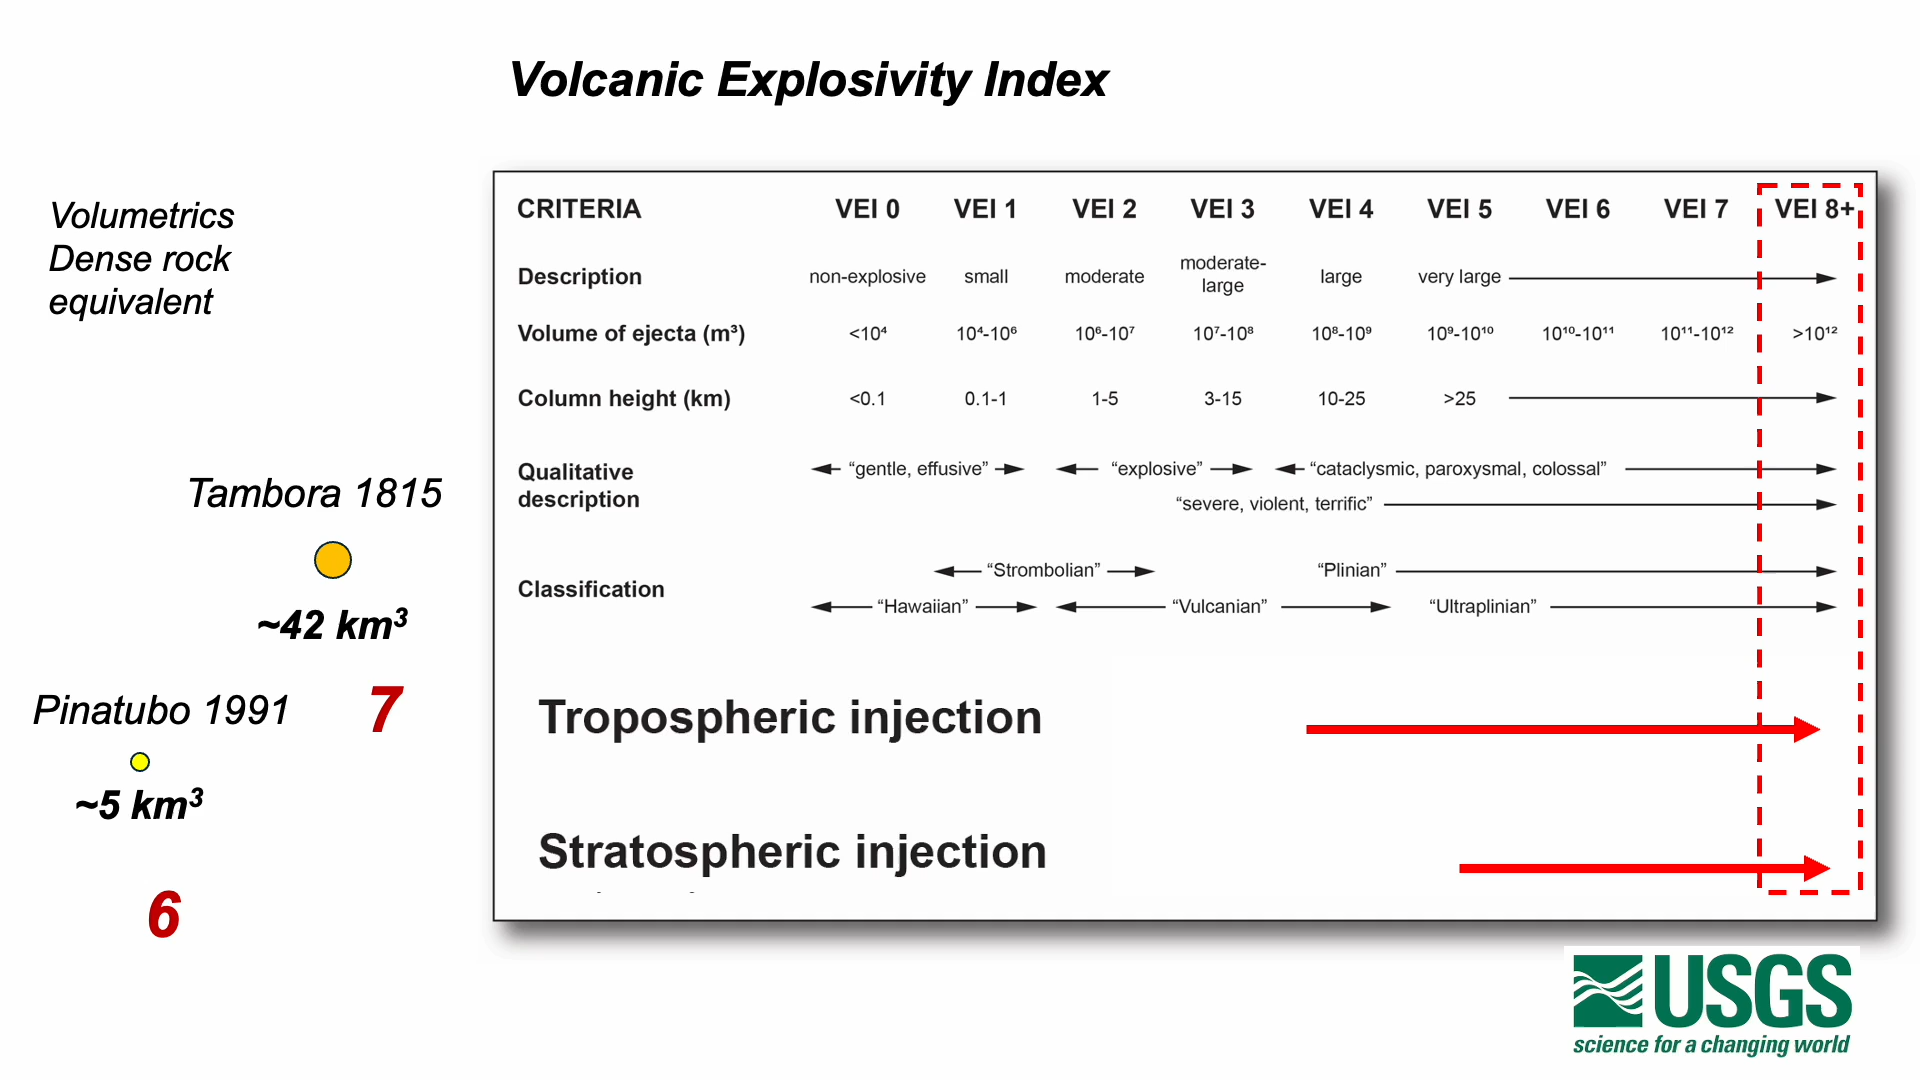 Volcanic Explosivity Index
Volumetrics
Dense rock
equivalent
Tambora 1815
~42 km³
7
Pinatubo 1991
~5 km³
6
CRITERIA VEI 0 VEI 1 VEI 2 VEI 3 VEI 4 VEI 5 VEI 6 VEI 7 VEI 8+
Description non-explosive small moderate moderate-large large very large
Volume of ejecta (m³) <10⁴ 10⁴-10⁶ 10⁶-10⁷ 10⁷-10⁸ 10⁸-10⁹ 10⁹-10¹⁰ 10¹⁰-10¹¹ 10¹¹-10¹² >10¹²
Column height (km) <0.1 0.1-1 1-5 3-15 10-25 >25
Qualitative description “gentle, effusive” “explosive” “cataclysmic, paroxysmal, colossal”
“severe, violent, terrific”
Classification “Strombolian” “Plinian”
“Hawaiian” “Vulcanian” “Ultraplinian”
Tropospheric injection
Stratospheric injection
USGS
science for a changing world